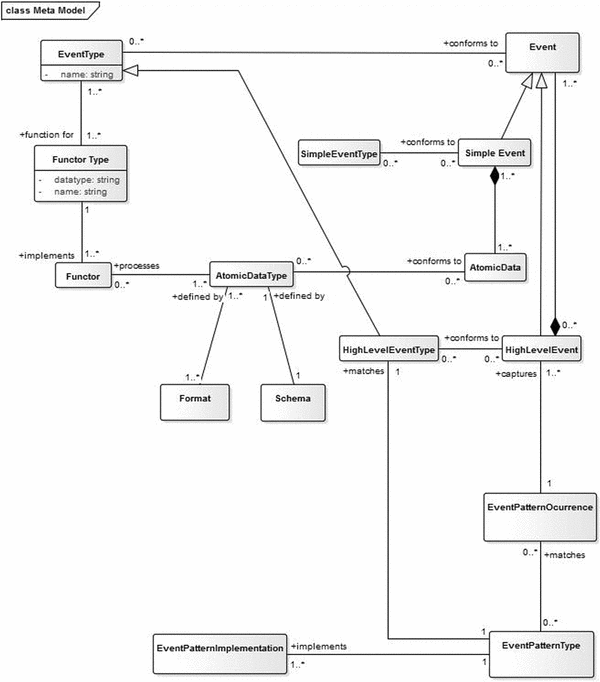 class Meta Model
EventType
- name: string
0..*
+conforms to
0..*
Event
1..*
1..*
+function for
1..*
Functor Type
- datatype: string
- name: string
SimpleEventType
0..*
+conforms to
0..*
Simple Event
1..*
1
+implements
1..*
Functor
+processes
0..*
1..*
AtomicDataType
0..*
+conforms to
0..*
1..*
AtomicData
+defined by
1..*
1
+defined by
HighLevelEventType
0..*
+conforms to
0..*
0..*
HighLevelEvent
+matches
1
+captures
1..*
1..*
Format
1
Schema
1
EventPatternOcurrence
0..*
+matches
0..*
1
EventPatternType
1
EventPatternImplementation
+implements
1..*